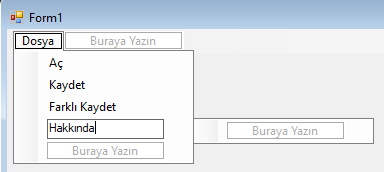 Form1
Dosya Buraya Yazın
Aç
Kaydet
Farklı Kaydet
Hakkında Buraya Yazın
Buraya Yazın